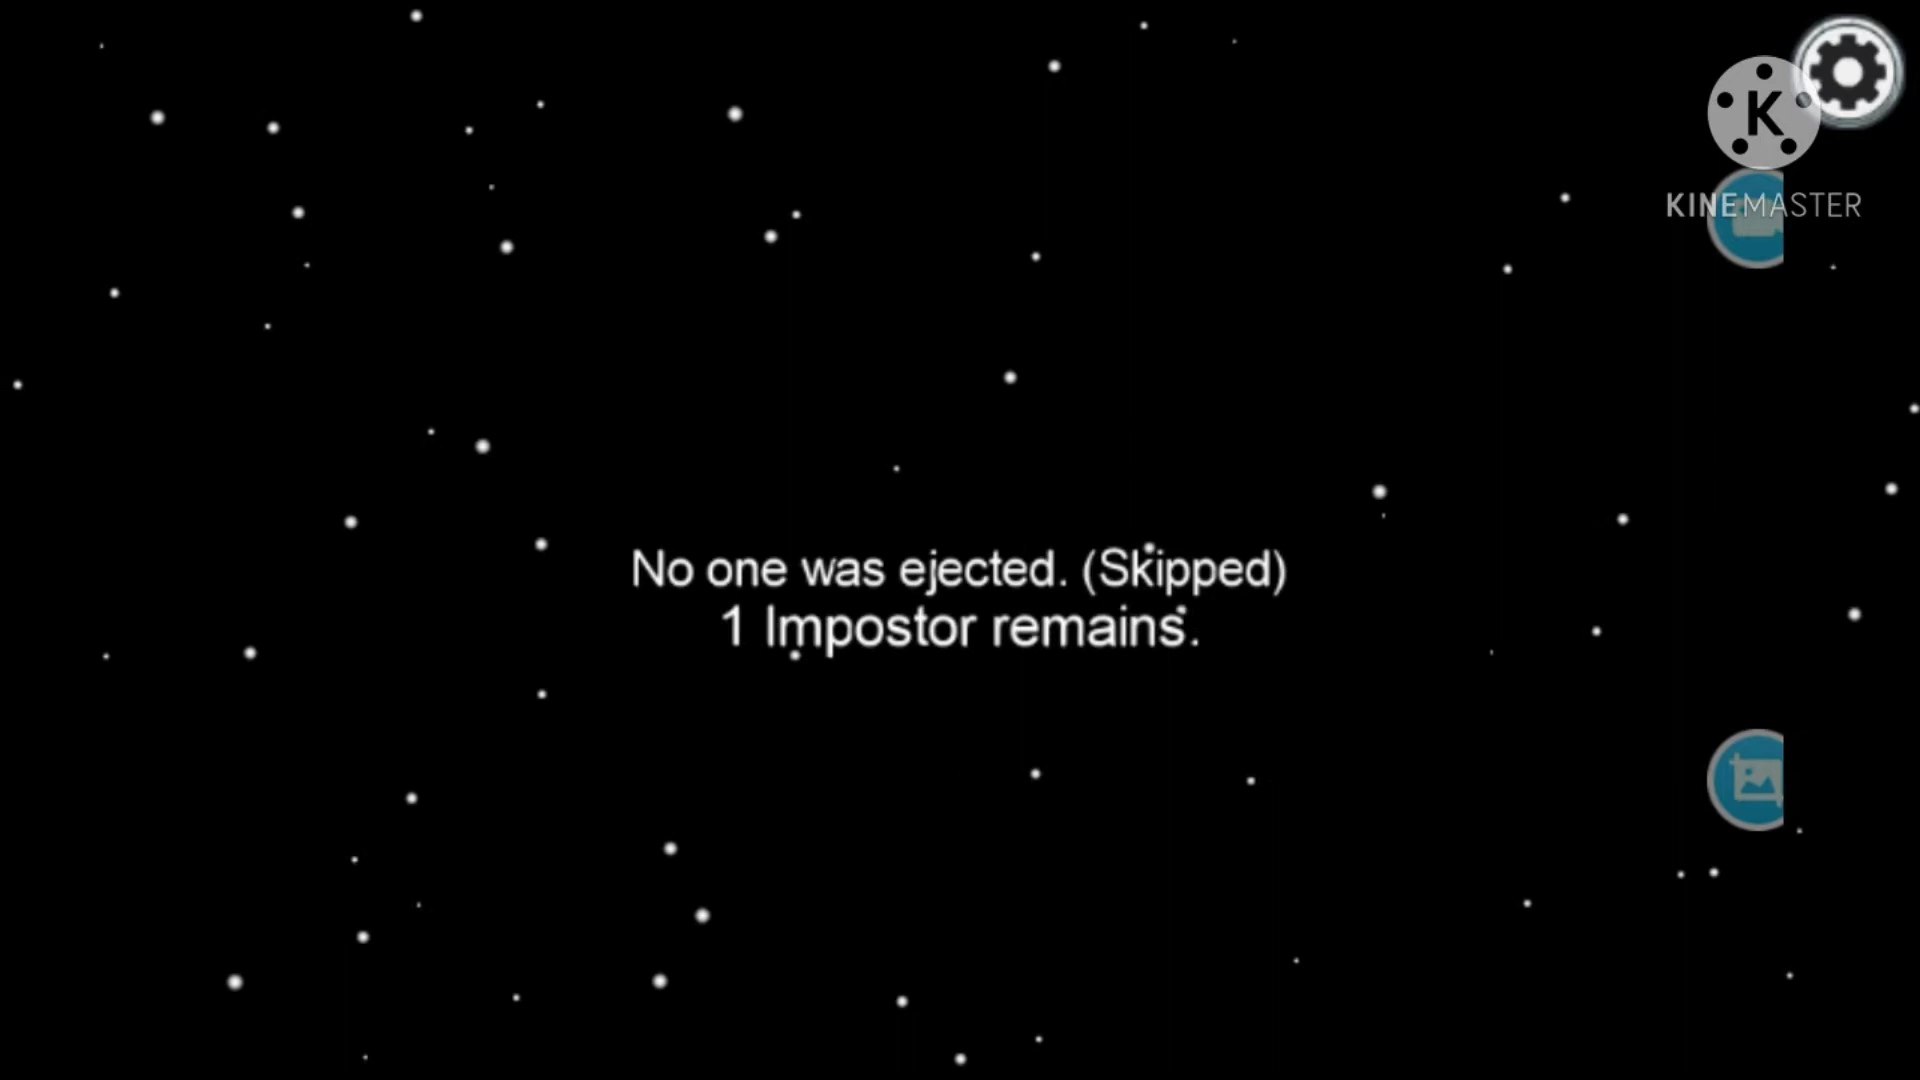 K
KINEMASTER
No one was ejected. (Skipped)
1 Impostor remains.